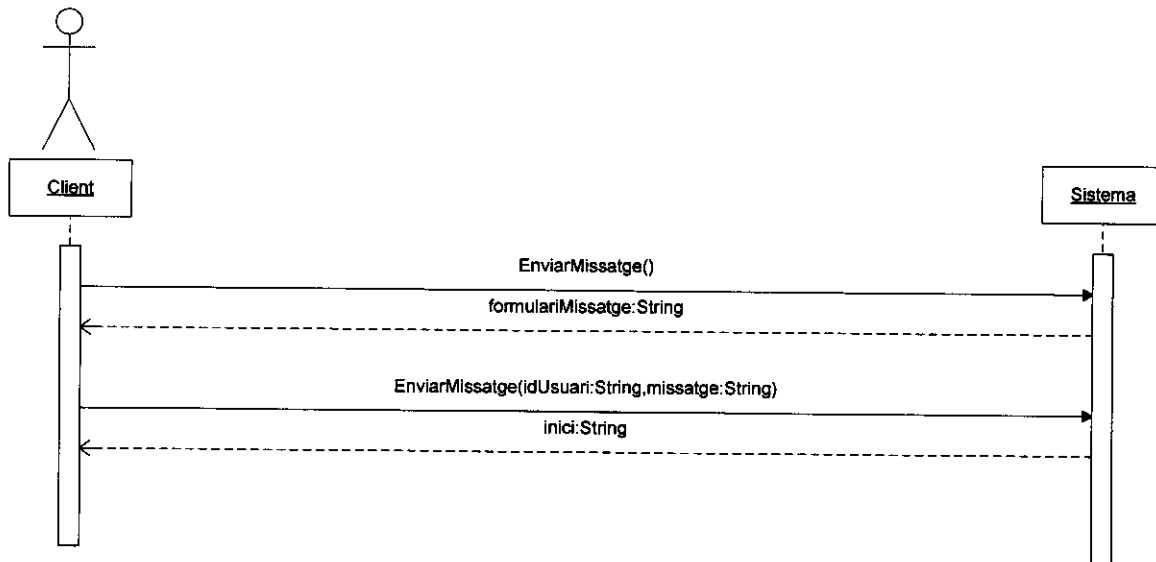 Client
Sistema
EnviarMissatge()
formulariMissatge:String
EnviarMissatge(idUsuari:String,missatge:String)
inici:String